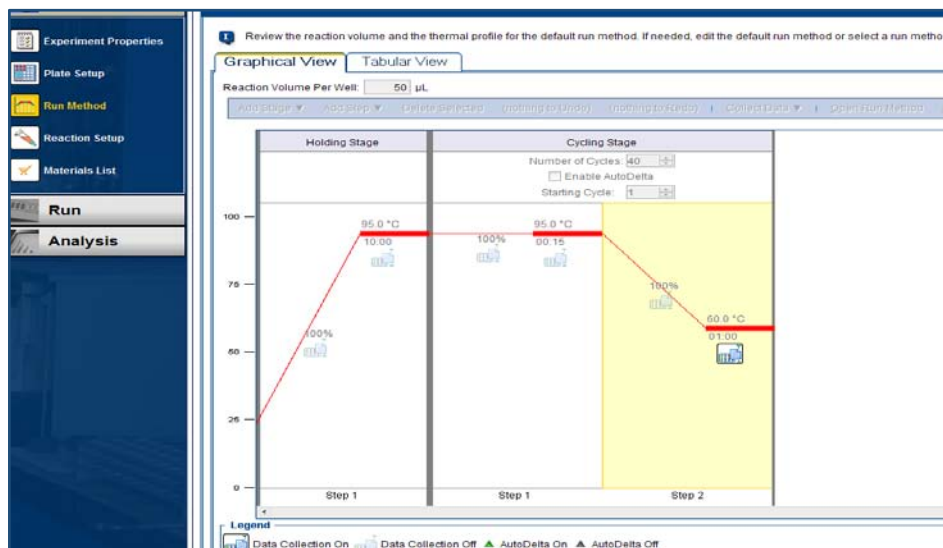 Experiment Properties
Plate Setup
Run Method
Reaction Setup
Materials List
Run
Analysis
Review the reaction volume and the thermal profile for the default run method. If needed, edit the default run method or select a run metho
Graphical View Tabular View
Reaction Volume Per Well: 50 µL
Add Stage Add Step Delete Selected (nothing to Undo) (nothing to Redo) Collect Data Open Run Method
Holding Stage Cycling Stage
Number of Cycles: 40
Enable AutoDelta
Starting Cycle: 1
100
75
50
25
0
95.0 °C
10:00
100%
95.0 °C
100% 00:15
100%
60.0 °C
01:00
Step 1 Step 1 Step 2
Legend
Data Collection On Data Collection Off AutoDelta On AutoDelta Off